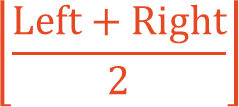 ⌊(Left + Right) / 2⌋